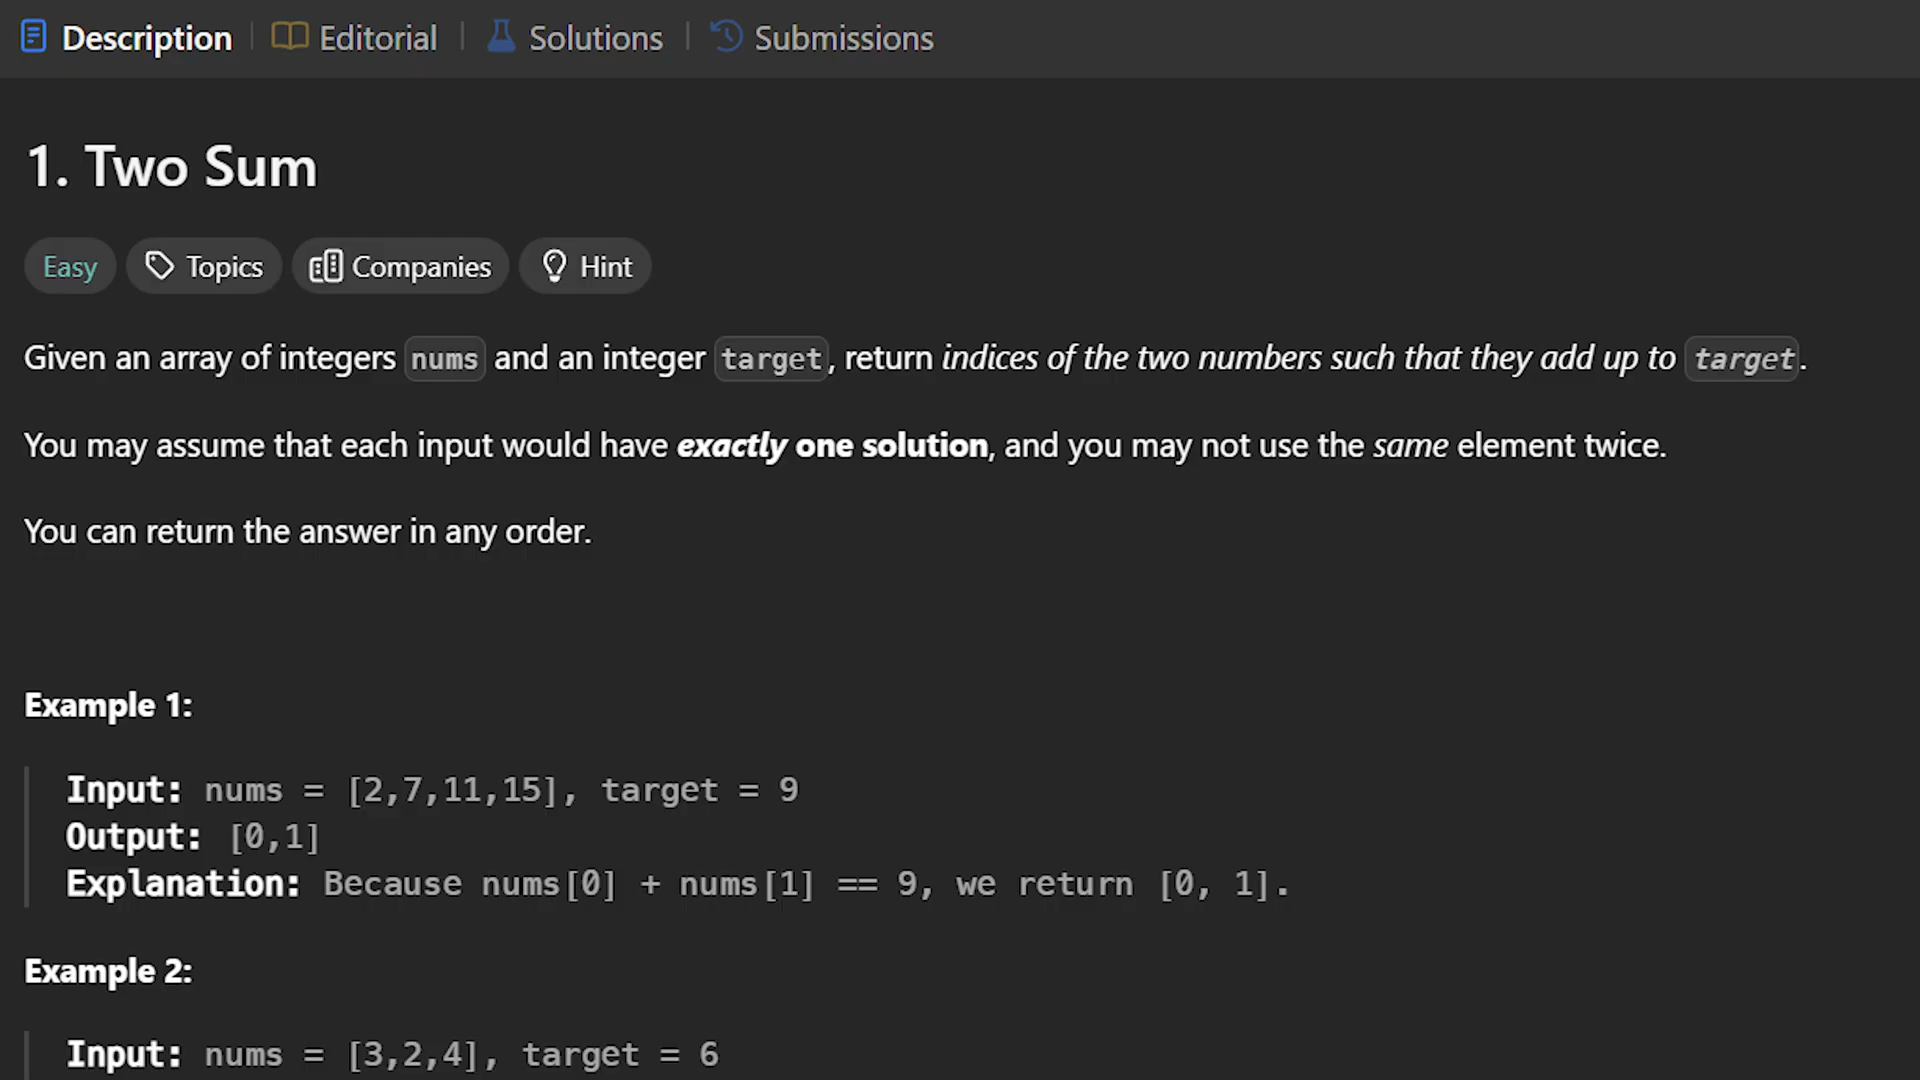 Description | Editorial | Solutions | Submissions
1. Two Sum
Easy Topics Companies Hint
Given an array of integers nums and an integer target, return indices of the two numbers such that they add up to target.
You may assume that each input would have exactly one solution, and you may not use the same element twice.
You can return the answer in any order.
Example 1:
Input: nums = [2,7,11,15], target = 9
Output: [0,1]
Explanation: Because nums[0] + nums[1] == 9, we return [0, 1].
Example 2:
Input: nums = [3,2,4], target = 6